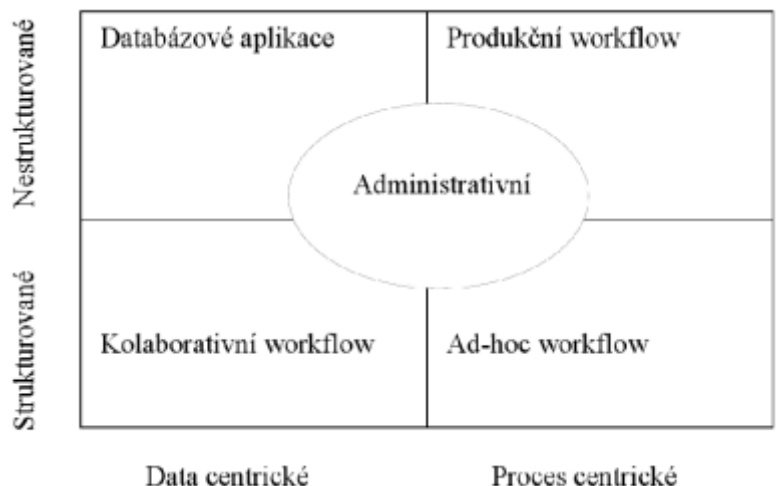 Nestrukturované
Databázové aplikace
Produkční workflow
Administrativní
Strukturované
Kolaborativní workflow
Ad-hoc workflow
Data centrické
Proces centrické